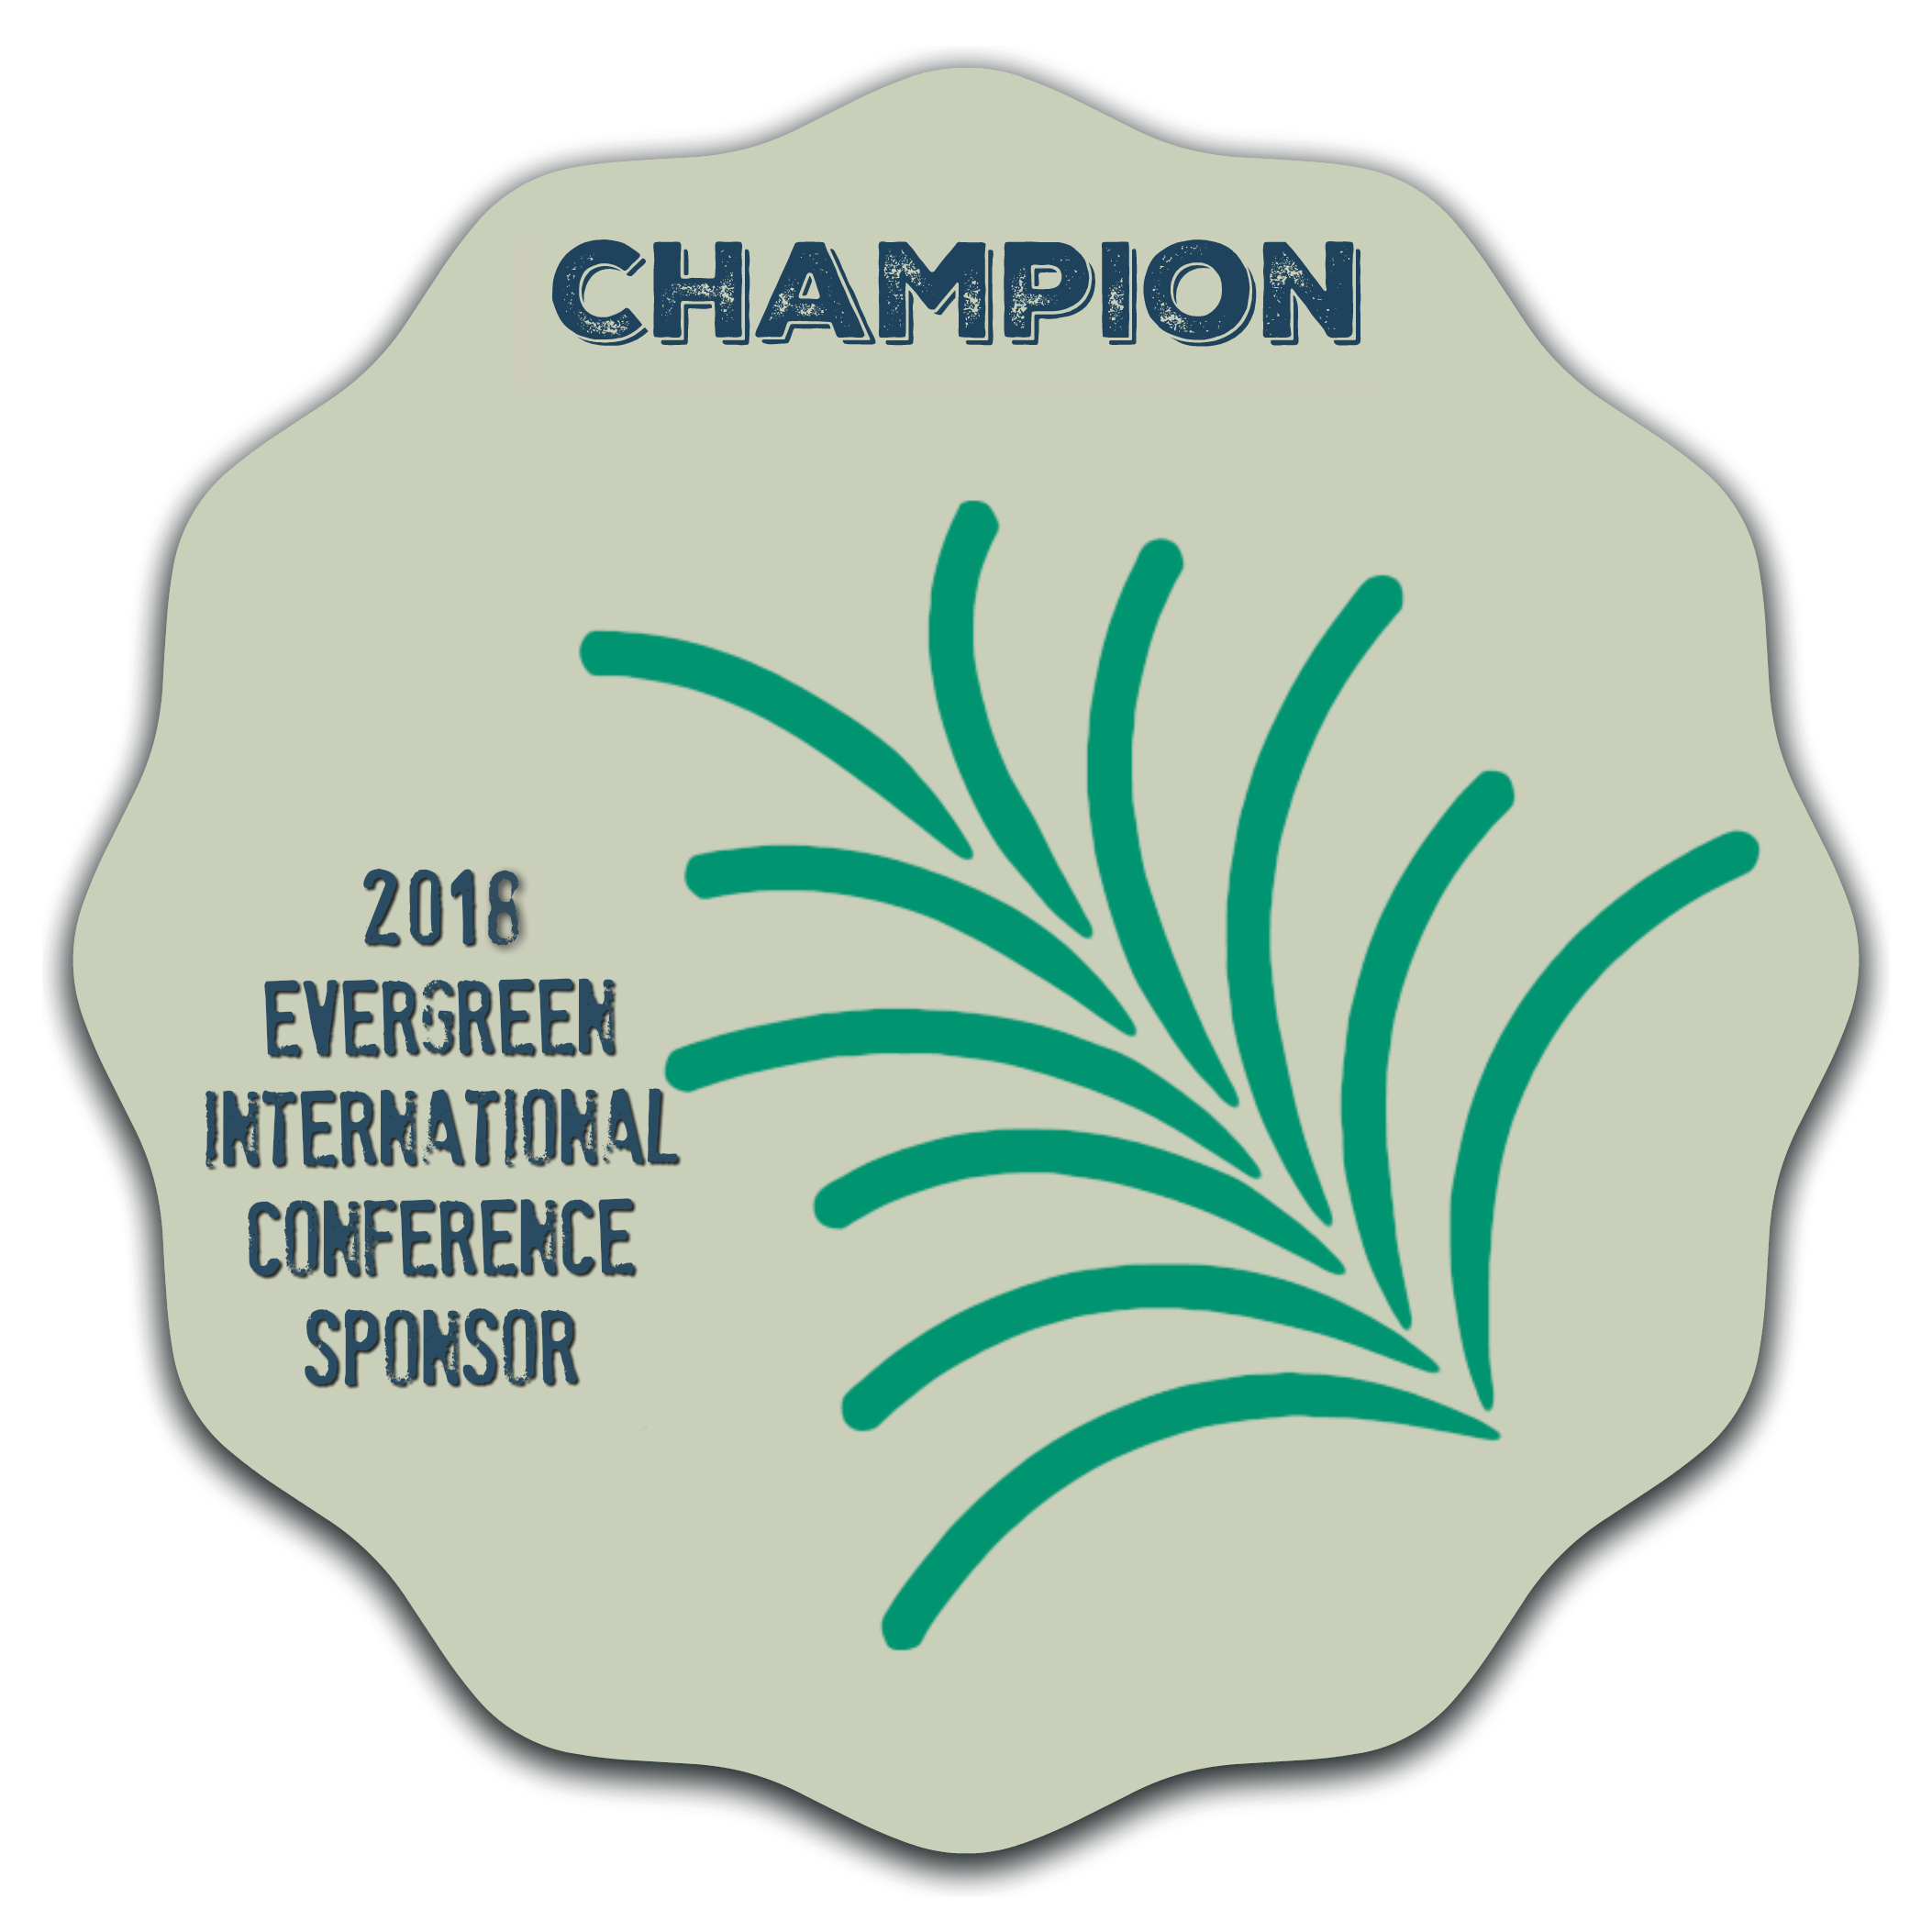 CHAMPION
2018
EVERGREEN
INTERNATIONAL
CONFERENCE
SPONSOR